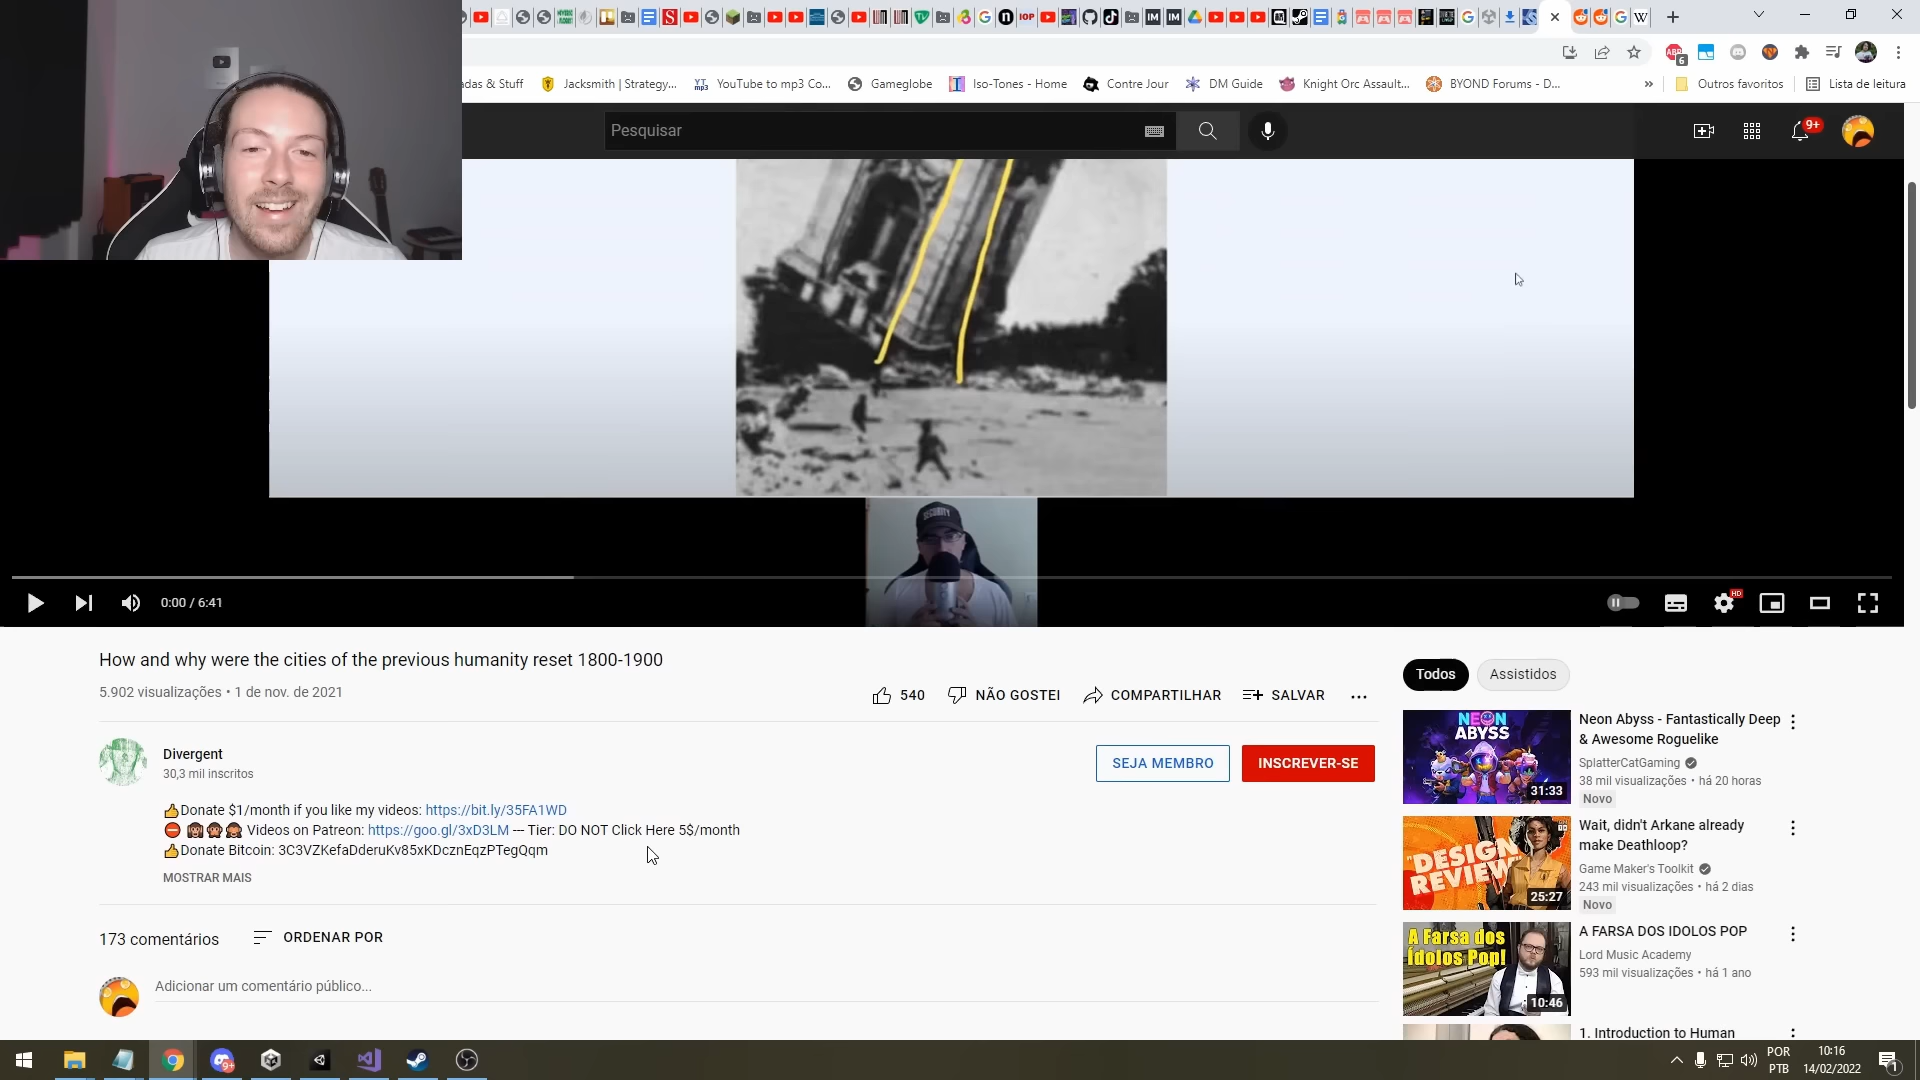 adas & Stuff
Jacksmith | Strategy...
YouTube to mp3 Co...
Gameglobe
Iso-Tones - Home
Contre Jour
DM Guide
Knight Orc Assault...
BYOND Forums - D...
»
Outros favoritos
Lista de leitura
Pesquisar
9+
SECURITY
0:00 / 6:41
HD
How and why were the cities of the previous humanity reset 1800-1900
5.902 visualizações • 1 de nov. de 2021
540
NÃO GOSTEI
COMPARTILHAR
SALVAR
Divergent
30,3 mil inscritos
SEJA MEMBRO
INSCREVER-SE
👍Donate $1/month if you like my videos: https://bit.ly/35FA1WD
⛔ 🙉🙊🙈 Videos on Patreon: https://goo.gl/3xD3LM --- Tier: DO NOT Click Here 5$/month
👍Donate Bitcoin: 3C3VZKefaDderuKv85xKDcznEqzPTegQqm
MOSTRAR MAIS
173 comentários
ORDENAR POR
Adicionar um comentário público...
Todos
Assistidos
NEON
ABYSS
31:33
Neon Abyss - Fantastically Deep
& Awesome Roguelike
SplatterCatGaming
38 mil visualizações • há 20 horas
Novo
"DESIGN
REVIEW"
25:27
Wait, didn't Arkane already
make Deathloop?
Game Maker's Toolkit
243 mil visualizações • há 2 dias
Novo
A Farsa dos
Ídolos Pop!
10:46
A FARSA DOS IDOLOS POP
Lord Music Academy
593 mil visualizações • há 1 ano
1. Introduction to Human
POR
PTB
10:16
14/02/2022